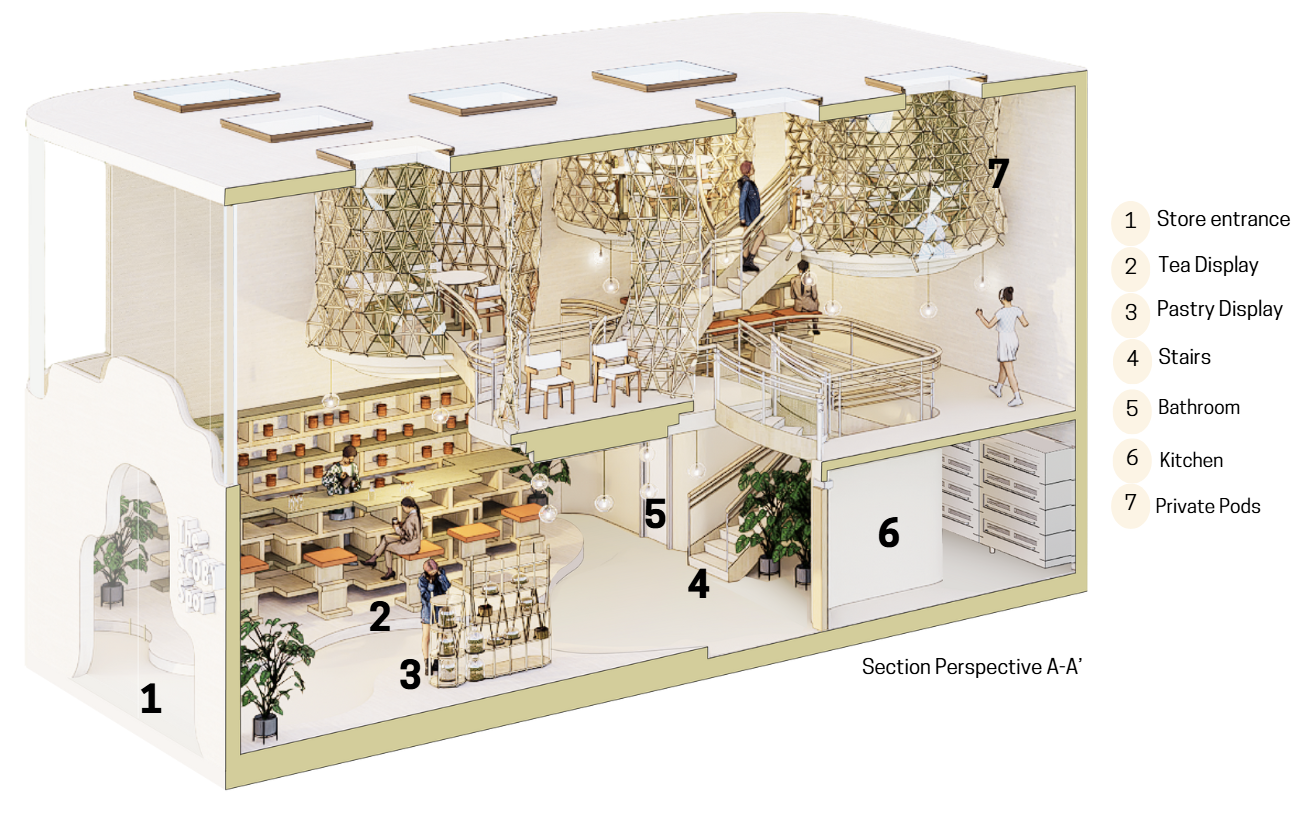 7
1 Store entrance
2 Tea Display
3 Pastry Display
4 Stairs
5 Bathroom
6 Kitchen
7 Private Pods
5
6
4
2
3
1
Section Perspective A-A’